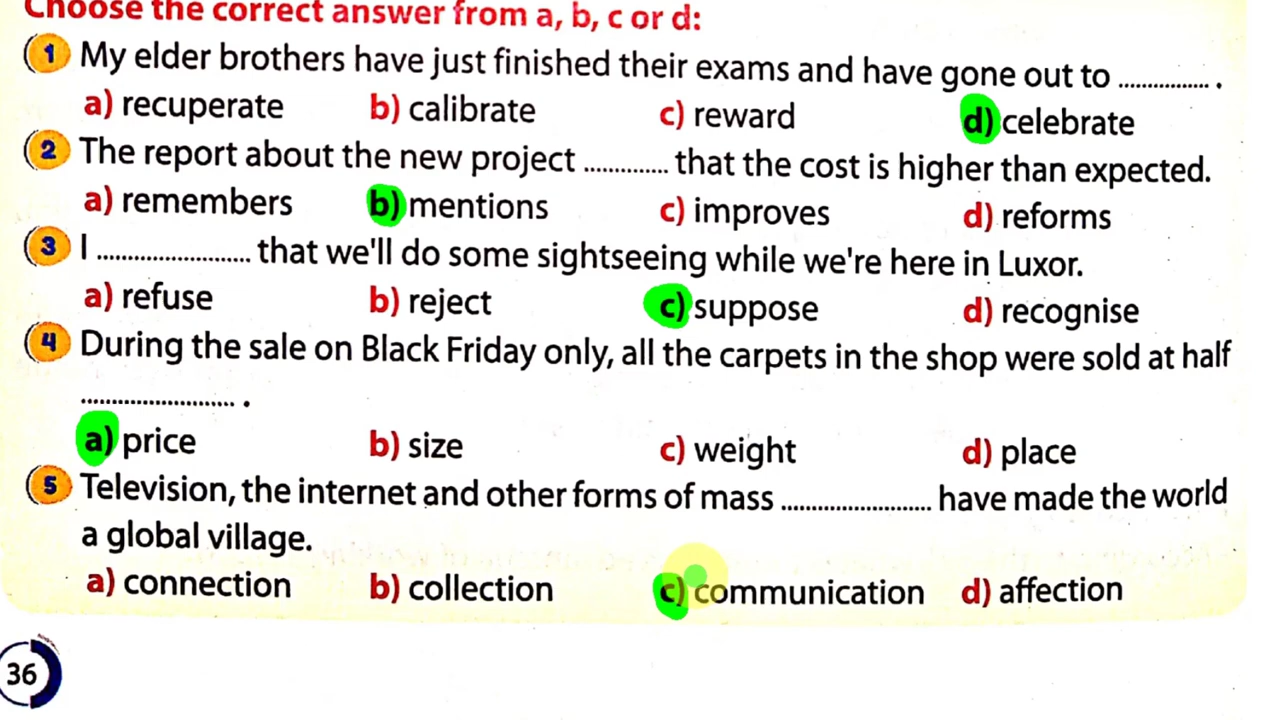 Choose the correct answer from a, b, c or d:
1 My elder brothers have just finished their exams and have gone out to ................ .
a) recuperate b) calibrate c) reward d) celebrate
2 The report about the new project .............. that the cost is higher than expected.
a) remembers b) mentions c) improves d) reforms
3 I ......................... that we'll do some sightseeing while we're here in Luxor.
a) refuse b) reject c) suppose d) recognise
4 During the sale on Black Friday only, all the carpets in the shop were sold at half
......................... .
a) price b) size c) weight d) place
5 Television, the internet and other forms of mass ......................... have made the world
a global village.
a) connection b) collection c) communication d) affection
36